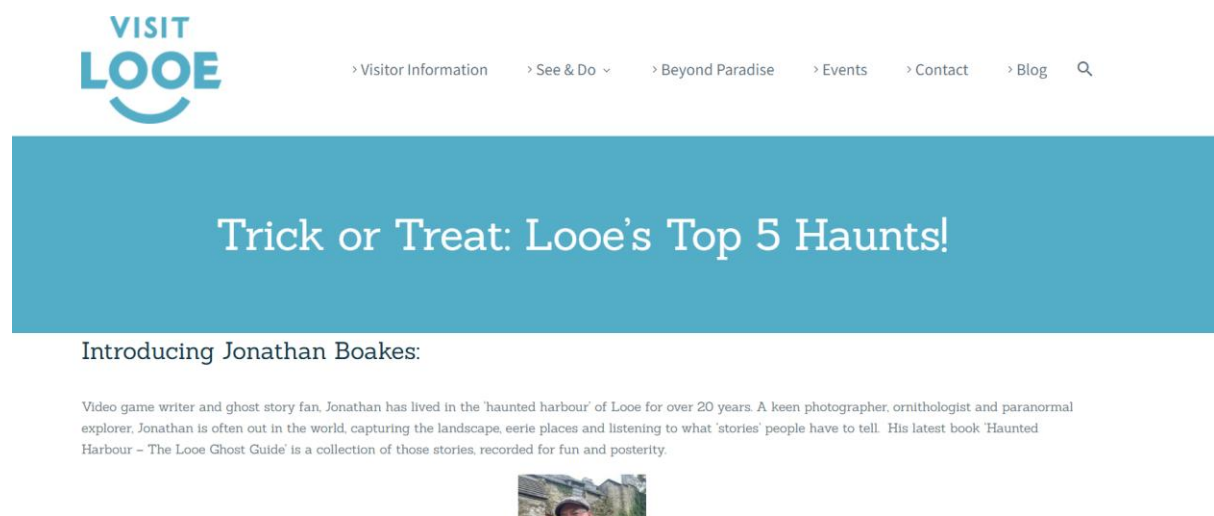 VISIT
LOOE
› Visitor Information › See & Do › Beyond Paradise › Events › Contact › Blog
Trick or Treat: Looe's Top 5 Haunts!
Introducing Jonathan Boakes:
Video game writer and ghost story fan, Jonathan has lived in the 'haunted harbour' of Looe for over 20 years. A keen photographer, ornithologist and paranormal
explorer, Jonathan is often out in the world, capturing the landscape, eerie places and listening to what 'stories' people have to tell. His latest book 'Haunted
Harbour – The Looe Ghost Guide' is a collection of those stories, recorded for fun and posterity.